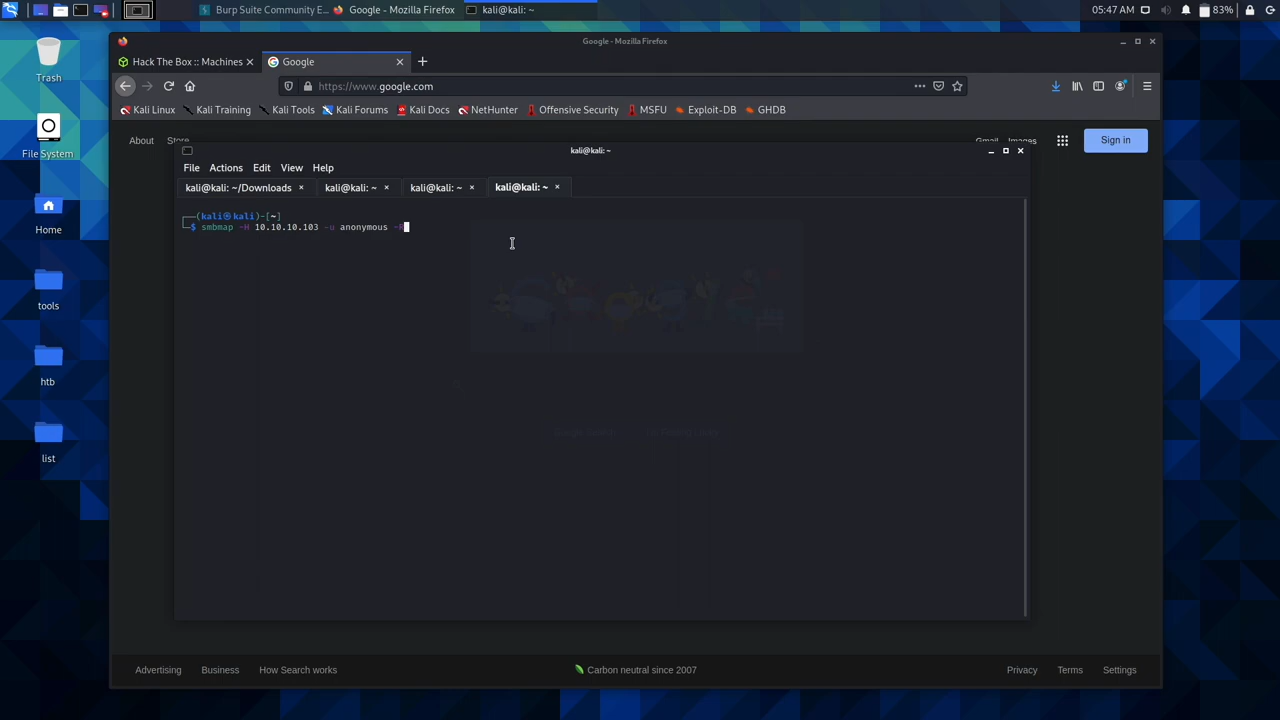 Burp Suite Community E...
Google - Mozilla Firefox
kali@kali: ~
05:47 AM
83%
Trash
File System
Home
tools
htb
list
Google - Mozilla Firefox
Hack The Box :: Machines
Google
https://www.google.com
Kali Linux
Kali Training
Kali Tools
Kali Forums
Kali Docs
NetHunter
Offensive Security
MSFU
Exploit-DB
GHDB
About
Store
Gmail
Images
Sign in
kali@kali: ~
File
Actions
Edit
View
Help
kali@kali: ~/Downloads
kali@kali: ~
kali@kali: ~
kali@kali: ~
┌──(kali㉿kali)-[~]
└─$ smbmap -H 10.10.10.103 -u anonymous -R
Advertising
Business
How Search works
Carbon neutral since 2007
Privacy
Terms
Settings